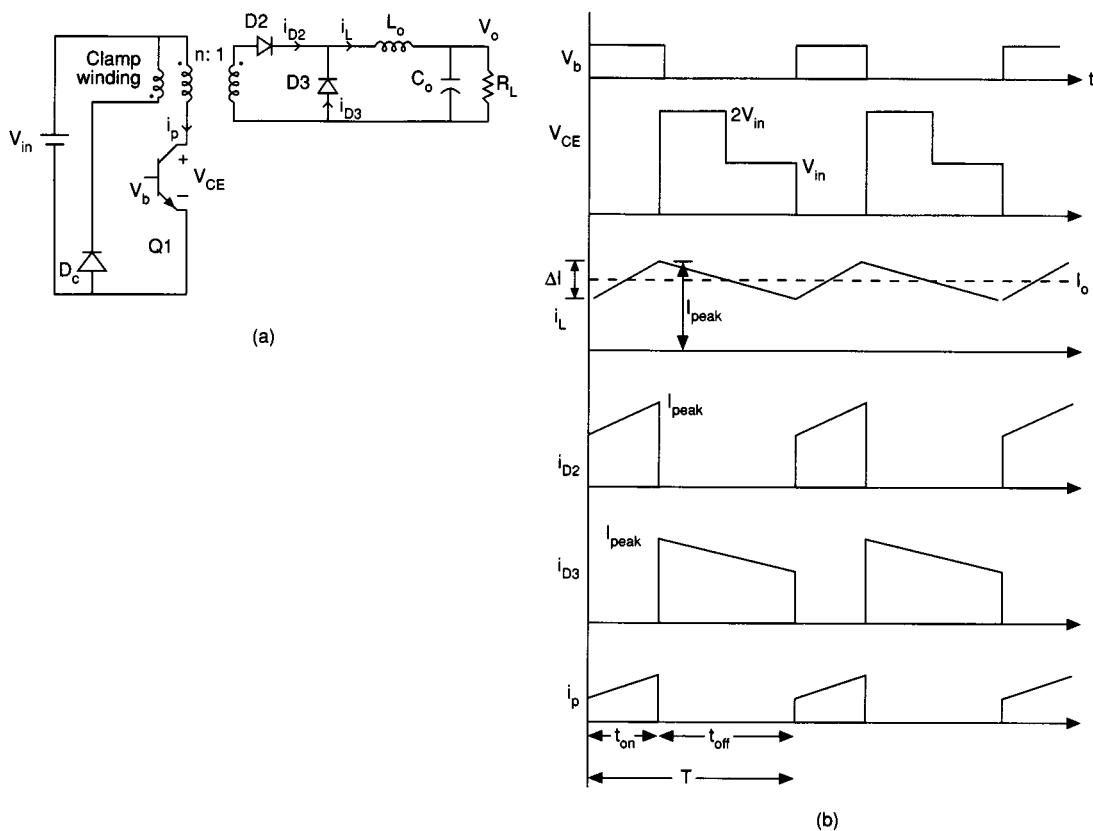 D2
i_D2
i_L
L_o
V_o
Clamp
winding
n: 1
D3
C_o
R_L
i_D3
V_in
i_p
+
V_b
V_CE
−
Q1
D_c
(a)
V_b
t
V_CE
2V_in
V_in
ΔI
i_L
I_peak
I_o
I_peak
i_D2
I_peak
i_D3
i_p
t_on
t_off
T
(b)